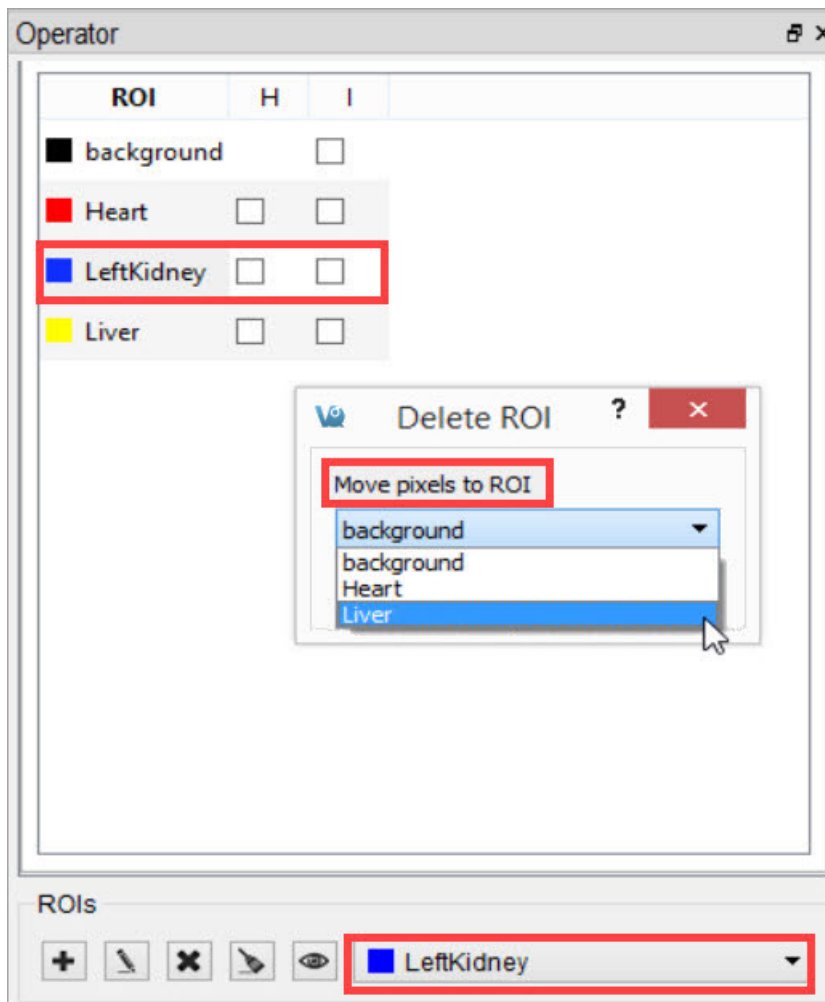 Operator
ROI H I
background
Heart
LeftKidney
Liver
Delete ROI ?
Move pixels to ROI
background
background
Heart
Liver
ROIs
LeftKidney